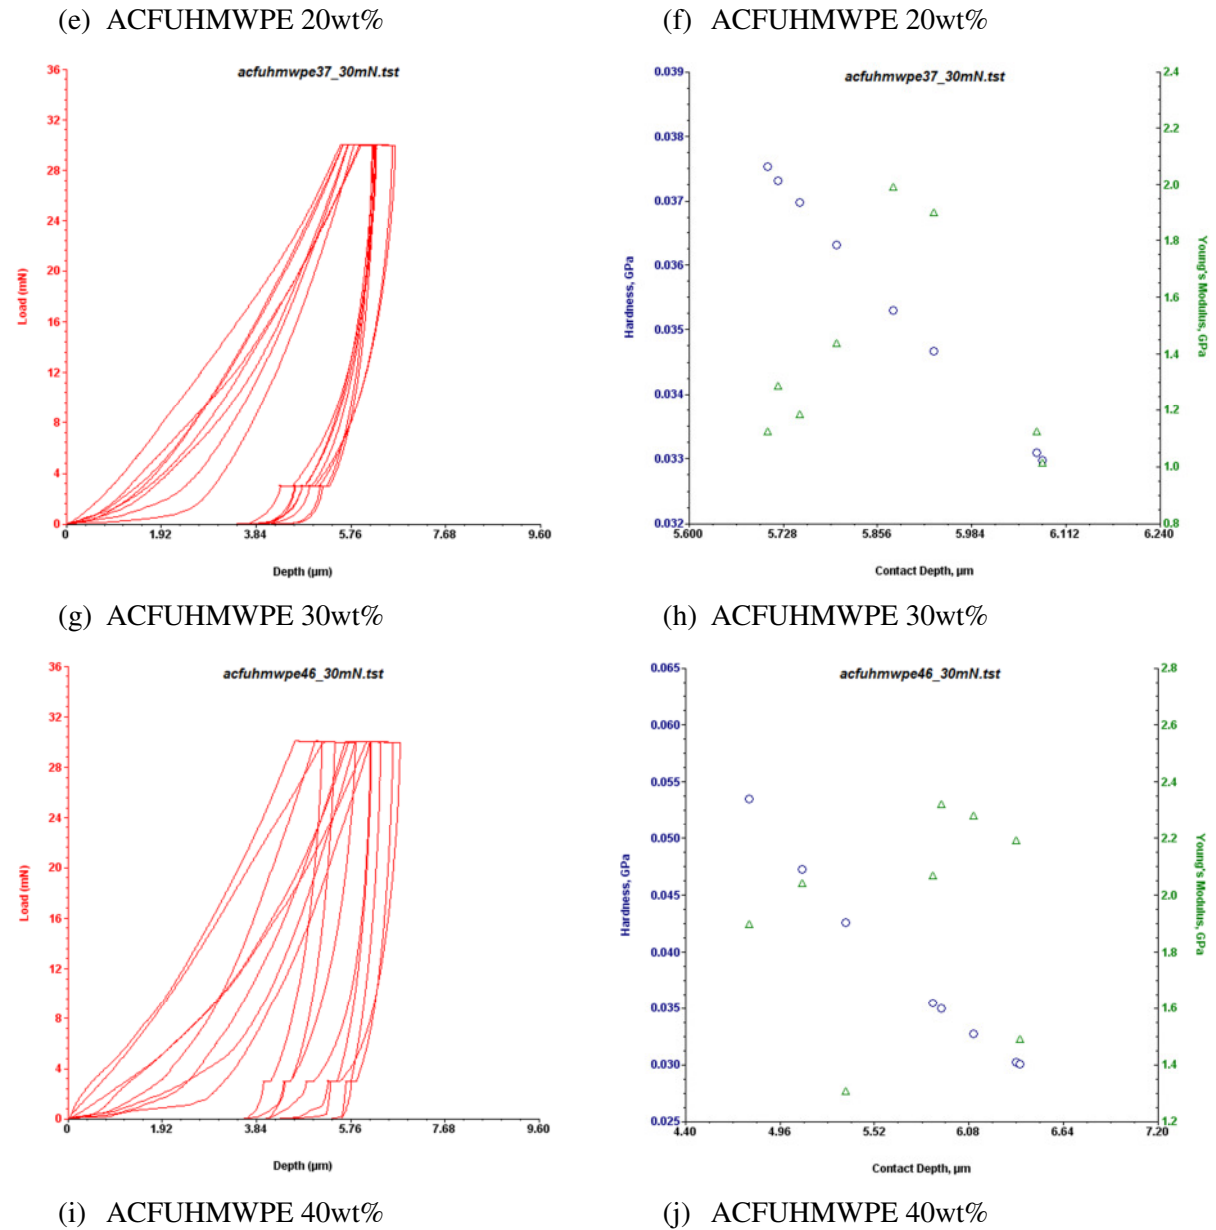 (e) ACFUHMWPE 20wt%
(f) ACFUHMWPE 20wt%
acfuhmwpe37_30mN.tst
36
32
28
24
20
16
12
8
4
0
Load (mN)
0 1.92 3.84 5.76 7.68 9.60
Depth (µm)
acfuhmwpe37_30mN.tst
0.039
0.038
0.037
0.036
0.035
0.034
0.033
0.032
Hardness, GPa
2.4
2.2
2.0
1.8
1.6
1.4
1.2
1.0
0.8
Young's Modulus, GPa
5.600 5.728 5.856 5.984 6.112 6.240
Contact Depth, µm
(g) ACFUHMWPE 30wt%
(h) ACFUHMWPE 30wt%
acfuhmwpe46_30mN.tst
36
32
28
24
20
16
12
8
4
0
Load (mN)
0 1.92 3.84 5.76 7.68 9.60
Depth (µm)
acfuhmwpe46_30mN.tst
0.065
0.060
0.055
0.050
0.045
0.040
0.035
0.030
0.025
Hardness, GPa
2.8
2.6
2.4
2.2
2.0
1.8
1.6
1.4
1.2
Young's Modulus, GPa
4.40 4.96 5.52 6.08 6.64 7.20
Contact Depth, µm
(i) ACFUHMWPE 40wt%
(j) ACFUHMWPE 40wt%